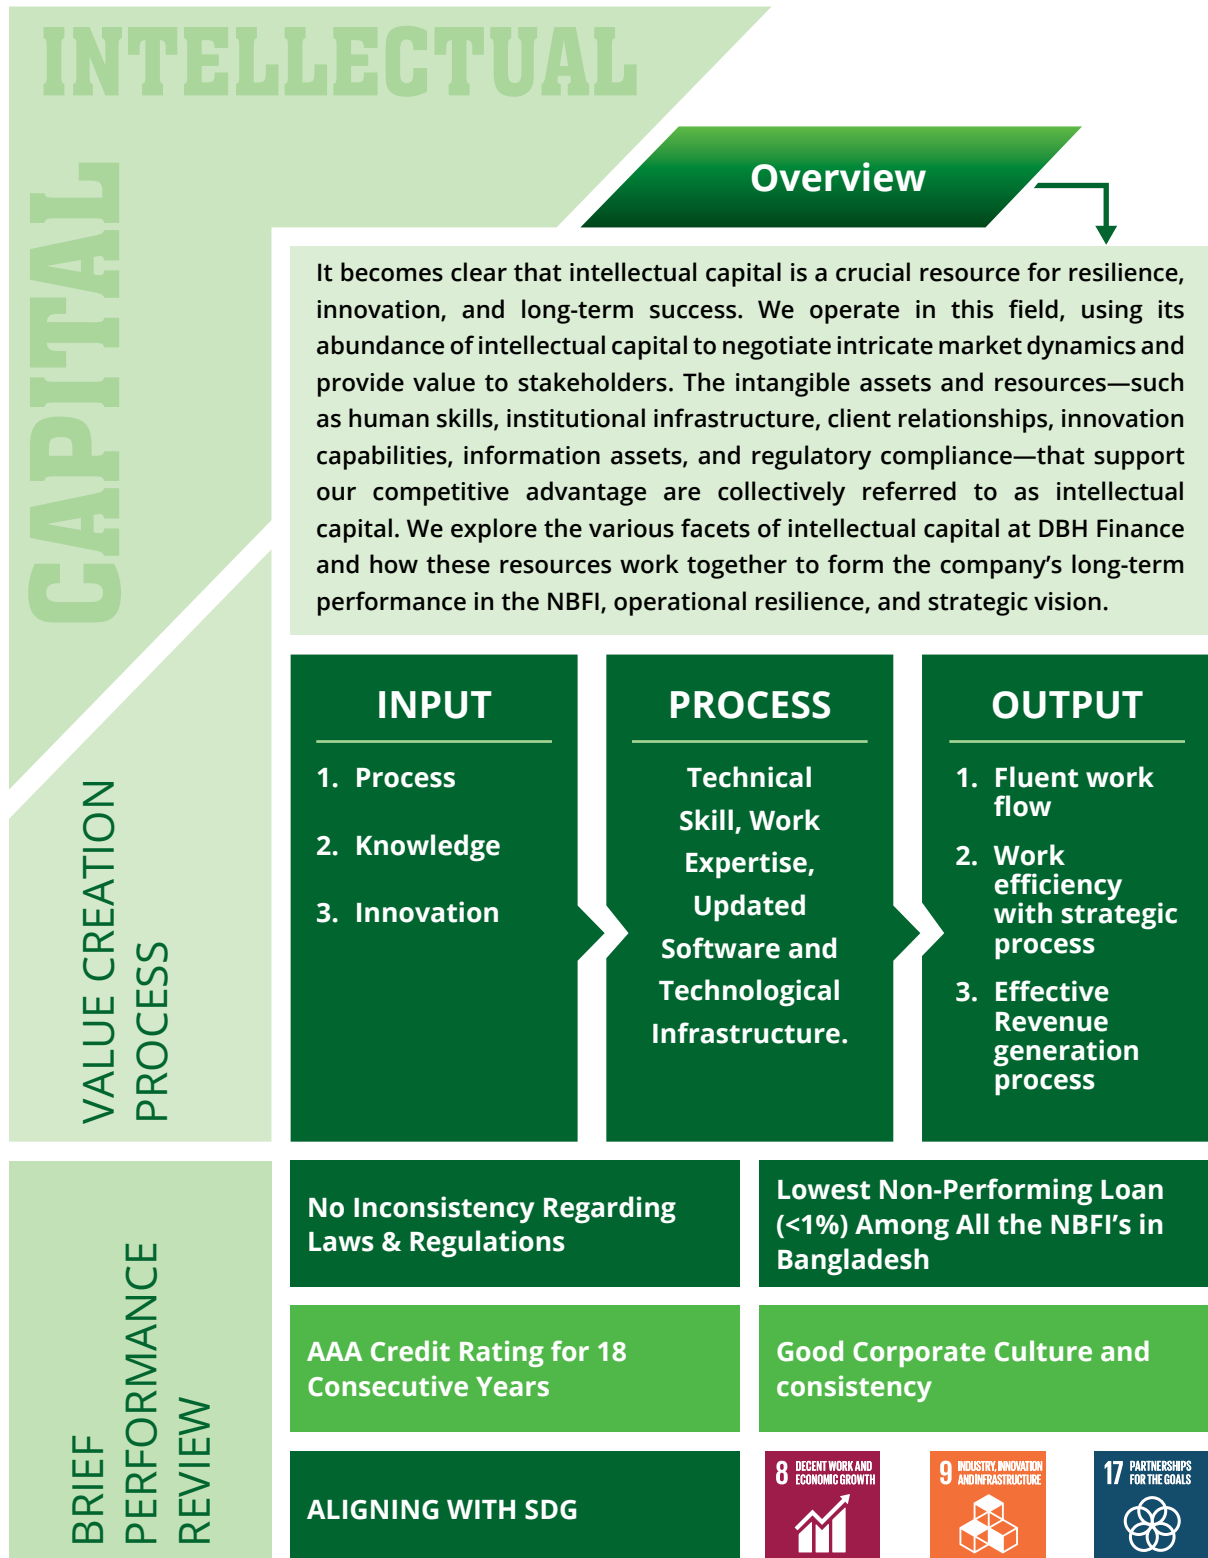 INTELLECTUAL
CAPITAL
Overview
It becomes clear that intellectual capital is a crucial resource for resilience,
innovation, and long-term success. We operate in this field, using its
abundance of intellectual capital to negotiate intricate market dynamics and
provide value to stakeholders. The intangible assets and resources—such
as human skills, institutional infrastructure, client relationships, innovation
capabilities, information assets, and regulatory compliance—that support
our competitive advantage are collectively referred to as intellectual
capital. We explore the various facets of intellectual capital at DBH Finance
and how these resources work together to form the company’s long-term
performance in the NBFI, operational resilience, and strategic vision.
VALUE CREATION
PROCESS
INPUT
1. Process
2. Knowledge
3. Innovation
PROCESS
Technical
Skill, Work
Expertise,
Updated
Software and
Technological
Infrastructure.
OUTPUT
1. Fluent work
flow
2. Work
efficiency
with strategic
process
3. Effective
Revenue
generation
process
BRIEF
PERFORMANCE
REVIEW
No Inconsistency Regarding
Laws & Regulations
Lowest Non-Performing Loan
(<1%) Among All the NBFI’s in
Bangladesh
AAA Credit Rating for 18
Consecutive Years
Good Corporate Culture and
consistency
ALIGNING WITH SDG
8 DECENT WORK AND
ECONOMIC GROWTH
9 INDUSTRY, INNOVATION
AND INFRASTRUCTURE
17 PARTNERSHIPS
FOR THE GOALS